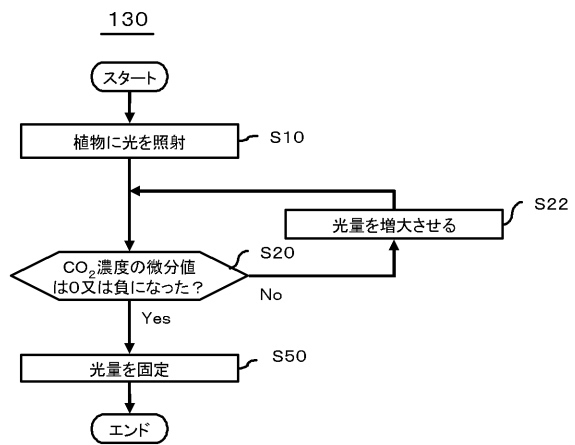 130
スタート
植物に光を照射
S10
光量を増大させる
S22
CO₂濃度の微分値
は0又は負になった？
S20
No
Yes
光量を固定
S50
エンド